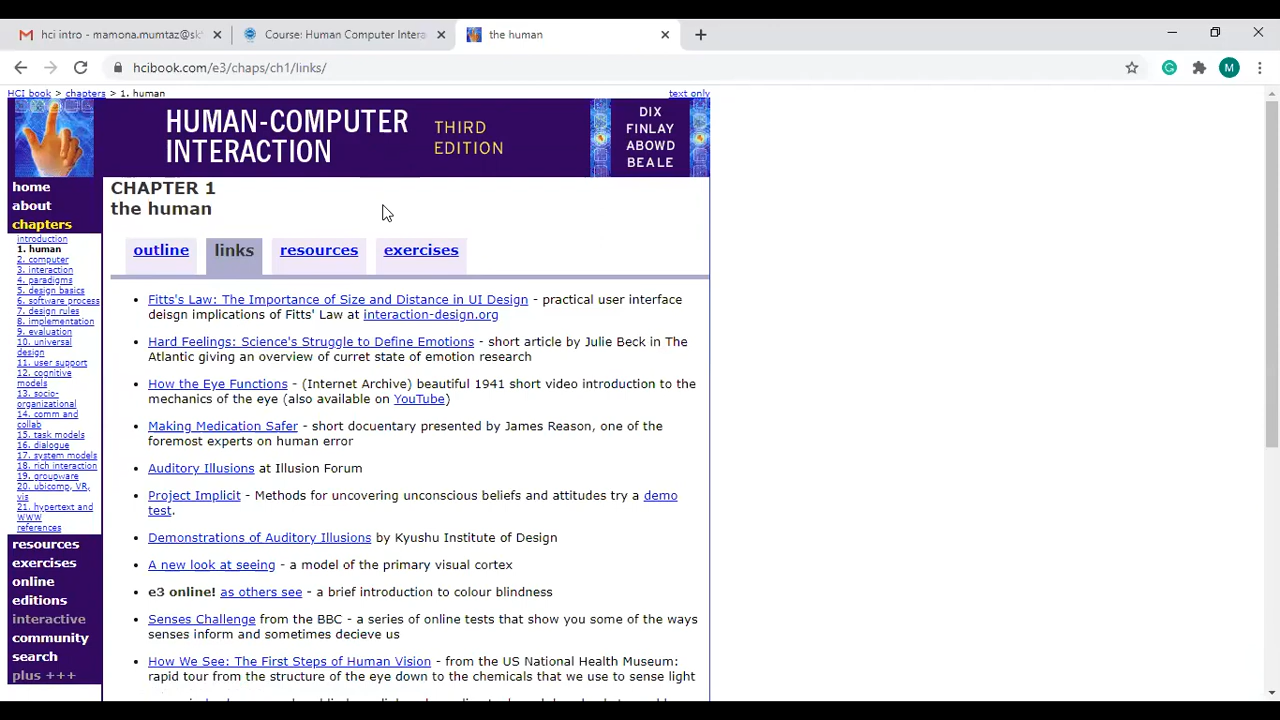 hci intro - mamona.mumtaz@sk
Course: Human Computer Intera
the human
hcibook.com/e3/chaps/ch1/links/
M
HCI book > chapters > 1. human
text only
HUMAN-COMPUTER
INTERACTION
THIRD
EDITION
DIX
FINLAY
ABOWD
BEALE
home
about
chapters
introduction
1. human
2. computer
3. interaction
4. paradigms
5. design basics
6. software process
7. design rules
8. implementation
9. evaluation
10. universal
design
11. user support
12. cognitive
models
13. socio-
organizational
14. comm and
collab
15. task models
16. dialogue
17. system models
18. rich interaction
19. groupware
20. ubicomp, VR,
vis
21. hypertext and
WWW
references
resources
exercises
online
editions
interactive
community
search
plus +++
CHAPTER 1
the human
outline
links
resources
exercises
• Fitts's Law: The Importance of Size and Distance in UI Design - practical user interface
deisgn implications of Fitts' Law at interaction-design.org
• Hard Feelings: Science's Struggle to Define Emotions - short article by Julie Beck in The
Atlantic giving an overview of curret state of emotion research
• How the Eye Functions - (Internet Archive) beautiful 1941 short video introduction to the
mechanics of the eye (also available on YouTube)
• Making Medication Safer - short docuentary presented by James Reason, one of the
foremost experts on human error
• Auditory Illusions at Illusion Forum
• Project Implicit - Methods for uncovering unconscious beliefs and attitudes try a demo
test.
• Demonstrations of Auditory Illusions by Kyushu Institute of Design
• A new look at seeing - a model of the primary visual cortex
• e3 online! as others see - a brief introduction to colour blindness
• Senses Challenge from the BBC - a series of online tests that show you some of the ways
senses inform and sometimes decieve us
• How We See: The First Steps of Human Vision - from the US National Health Museum:
rapid tour from the structure of the eye down to the chemicals that we use to sense light